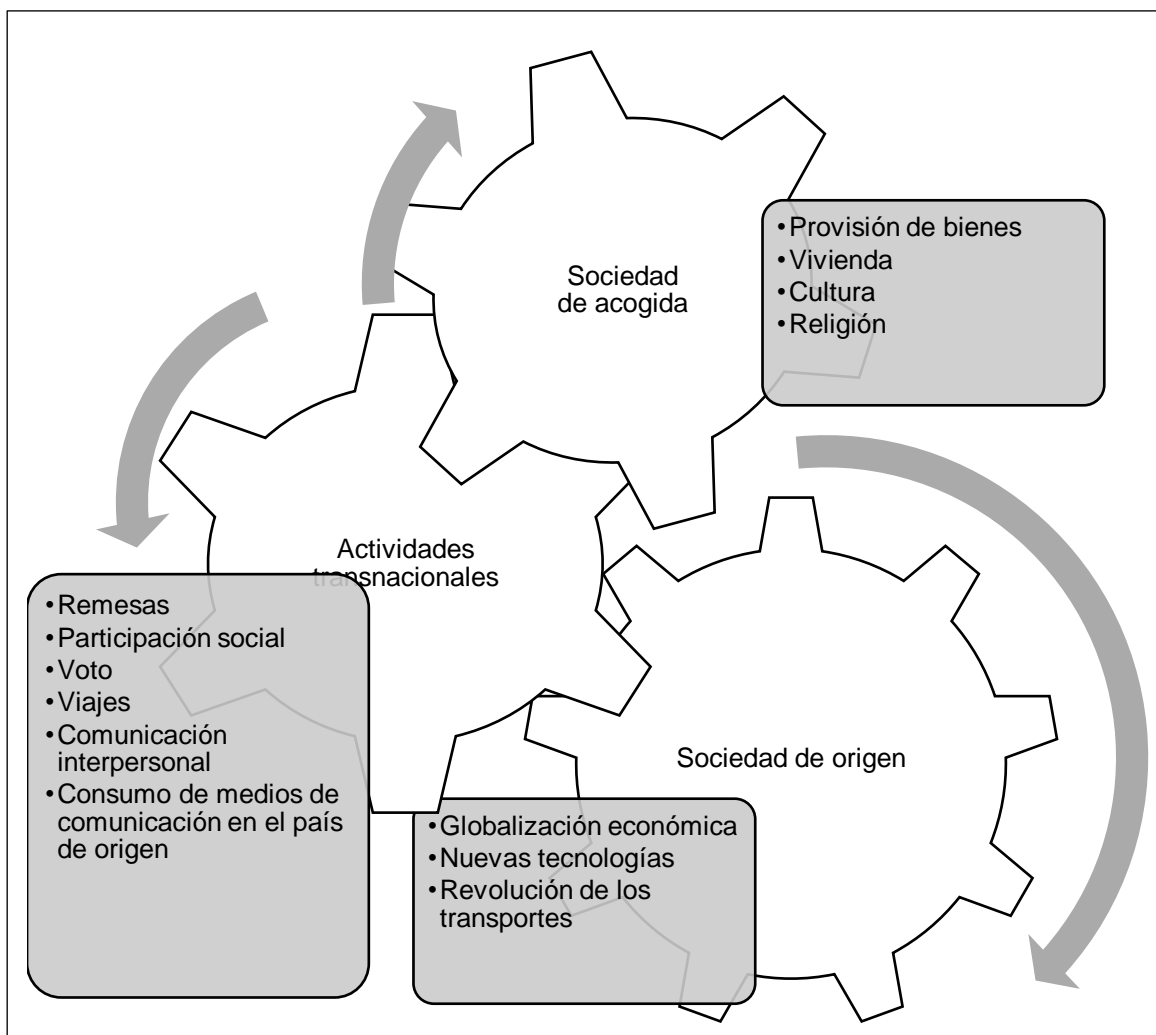 Sociedad
de acogida
•Provisión de bienes
•Vivienda
•Cultura
•Religión
Actividades
transnacionales
•Remesas
•Participación social
•Voto
•Viajes
•Comunicación
interpersonal
•Consumo de medios de
comunicación en el país
de origen
Sociedad de origen
•Globalización económica
•Nuevas tecnologías
•Revolución de los
transportes